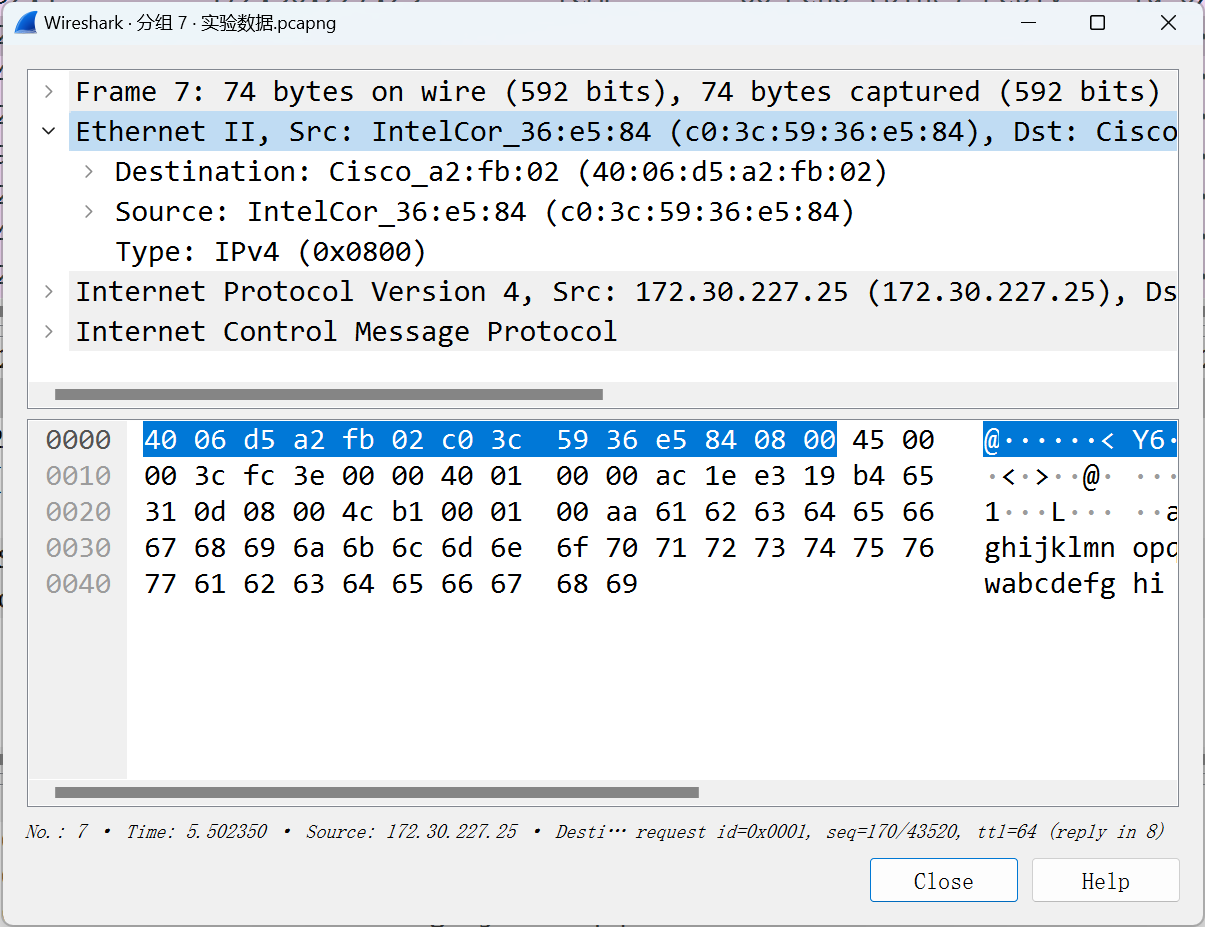 Wireshark · 分组 7 · 实验数据.pcapng
Frame 7: 74 bytes on wire (592 bits), 74 bytes captured (592 bits)
Ethernet II, Src: IntelCor_36:e5:84 (c0:3c:59:36:e5:84), Dst: Cisco
Destination: Cisco_a2:fb:02 (40:06:d5:a2:fb:02)
Source: IntelCor_36:e5:84 (c0:3c:59:36:e5:84)
Type: IPv4 (0x0800)
Internet Protocol Version 4, Src: 172.30.227.25 (172.30.227.25), Ds
Internet Control Message Protocol
0000 40 06 d5 a2 fb 02 c0 3c 59 36 e5 84 08 00 45 00 @······< Y6·
0010 00 3c fc 3e 00 00 40 01 00 00 ac 1e e3 19 b4 65 ·<·>··@· ···
0020 31 0d 08 00 4c b1 00 01 00 aa 61 62 63 64 65 66 1···L··· ··a
0030 67 68 69 6a 6b 6c 6d 6e 6f 70 71 72 73 74 75 76 ghijklmn opq
0040 77 61 62 63 64 65 66 67 68 69 wabcdefg hi
No.: 7 · Time: 5.502350 · Source: 172.30.227.25 · Desti··· request id=0x0001, seq=170/43520, ttl=64 (reply in 8)
Close
Help